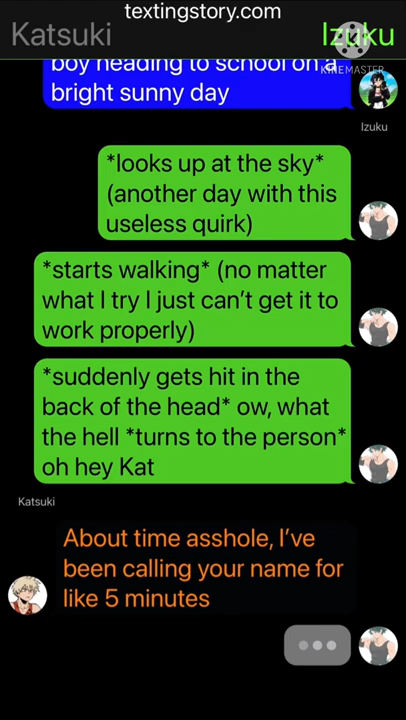 textingstory.com
Katsuki
Izuku
KINEMASTER
boy heading to school on a
bright sunny day
Izuku
*looks up at the sky*
(another day with this
useless quirk)
*starts walking* (no matter
what I try I just can’t get it to
work properly)
*suddenly gets hit in the
back of the head* ow, what
the hell *turns to the person*
oh hey Kat
Katsuki
About time asshole, I’ve
been calling your name for
like 5 minutes